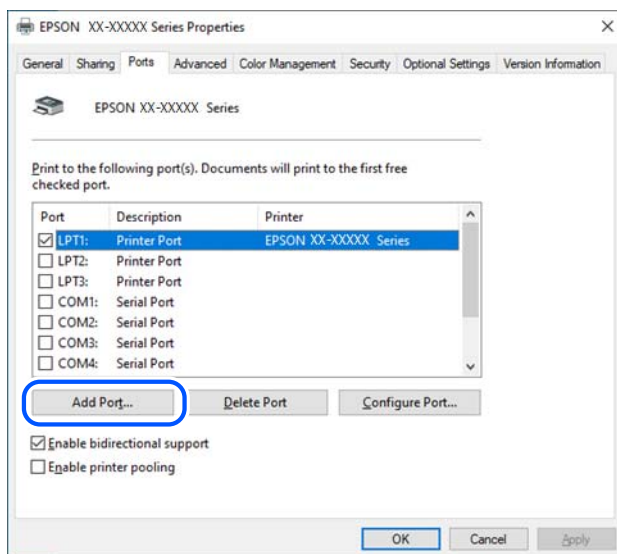 EPSON XX-XXXXX Series Properties
General Sharing Ports Advanced Color Management Security Optional Settings Version Information
EPSON XX-XXXXX Series
Print to the following port(s). Documents will print to the first free
checked port.
Port Description Printer
LPT1: Printer Port EPSON XX-XXXXX Series
LPT2: Printer Port
LPT3: Printer Port
COM1: Serial Port
COM2: Serial Port
COM3: Serial Port
COM4: Serial Port
Add Port... Delete Port Configure Port...
Enable bidirectional support
Enable printer pooling
OK Cancel Apply